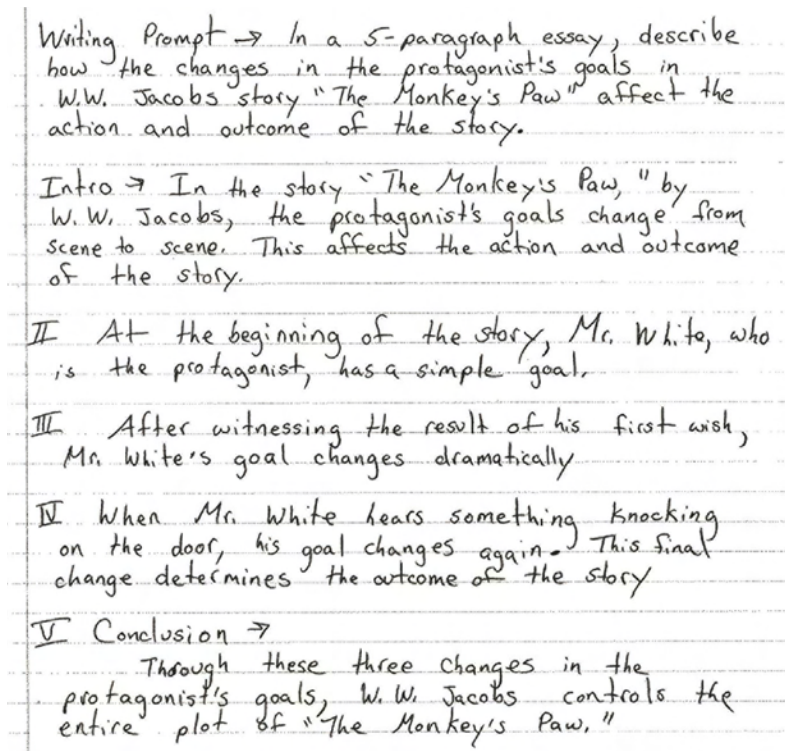 Writing Prompt → In a 5-paragraph essay, describe
how the changes in the protagonist's goals in
W.W. Jacobs story "The Monkey's Paw" affect the
action and outcome of the story.
Intro → In the story "The Monkey's Paw," by
W. W. Jacobs, the protagonist's goals change from
scene to scene. This affects the action and outcome
of the story.
II At the beginning of the story, Mr. White, who
is the protagonist, has a simple goal.
III After witnessing the result of his first wish,
Mr. White's goal changes dramatically
IV When Mr. White hears something knocking
on the door, his goal changes again. This final
change determines the outcome of the story
V Conclusion →
Through these three changes in the
protagonist's goals, W. W. Jacobs controls the
entire plot of "The Monkey's Paw."